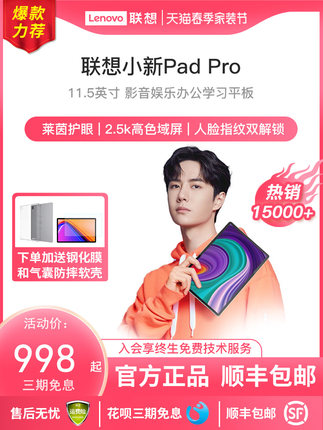 爆款
力荐
Lenovo 联想 天猫春季家装节
联想小新Pad Pro
11.5英寸 影音娱乐办公学习平板
莱茵护眼 | 2.5k高色域屏 | 人脸指纹双解锁
热销
15000+
下单加送钢化膜
和气囊防摔软壳
活动价:
998 起
三期免息
入会享终生免费技术服务
官方正品 顺丰包邮
售后无忧 花呗三期免息 顺丰包邮